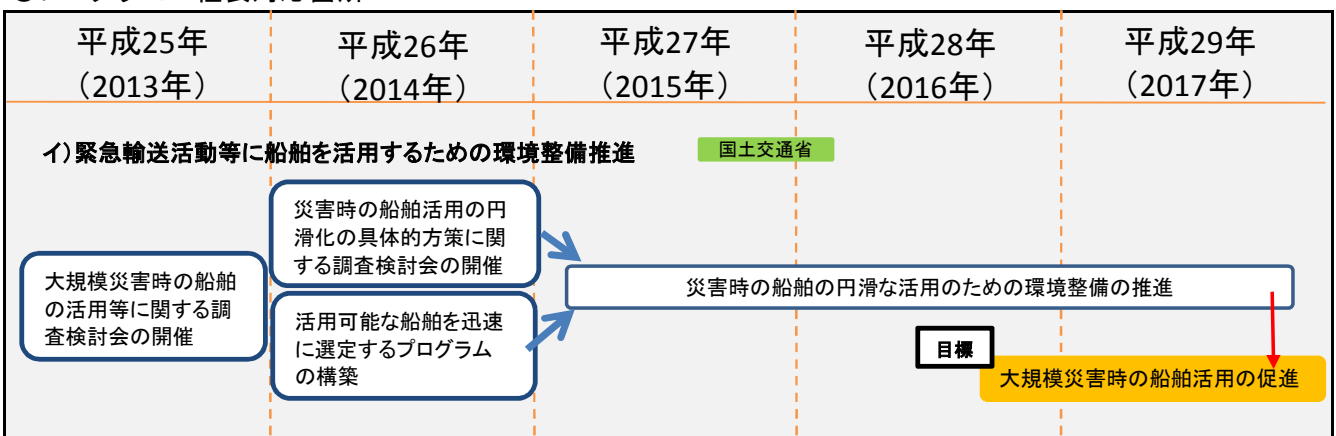 平成25年
（2013年）
平成26年
（2014年）
平成27年
（2015年）
平成28年
（2016年）
平成29年
（2017年）
イ）緊急輸送活動等に船舶を活用するための環境整備推進
国土交通省
大規模災害時の船舶
の活用等に関する調
査検討会の開催
災害時の船舶活用の円
滑化の具体的方策に関
する調査検討会の開催
活用可能な船舶を迅速
に選定するプログラム
の構築
災害時の船舶の円滑な活用のための環境整備の推進
目標
大規模災害時の船舶活用の促進